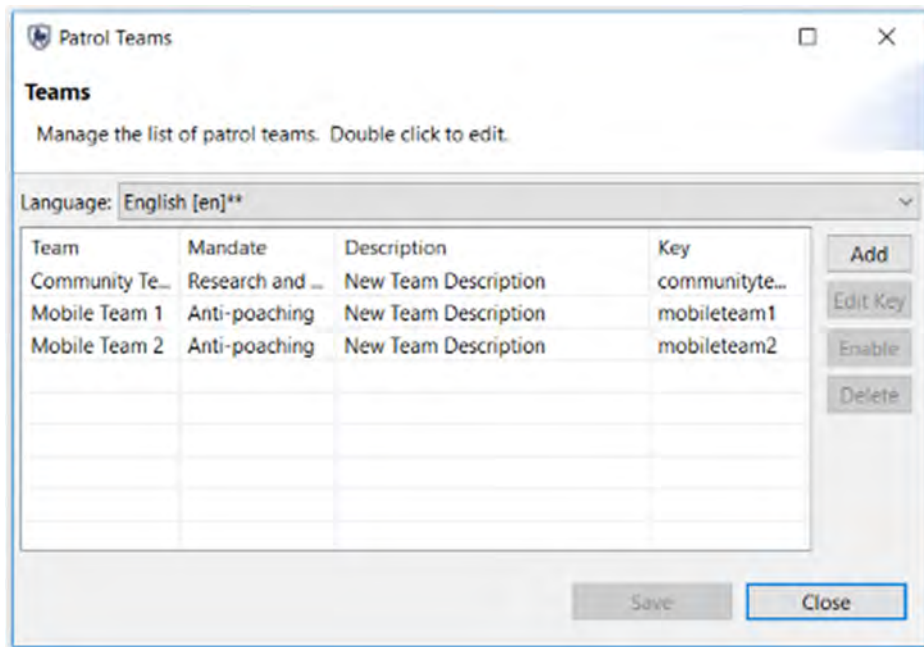 Patrol Teams
Teams
Manage the list of patrol teams. Double click to edit.
Language: English [en]**
Team Mandate Description Key
Community Te... Research and ... New Team Description communityte...
Mobile Team 1 Anti-poaching New Team Description mobileteam1
Mobile Team 2 Anti-poaching New Team Description mobileteam2
Add
Edit Key
Enable
Delete
Save Close